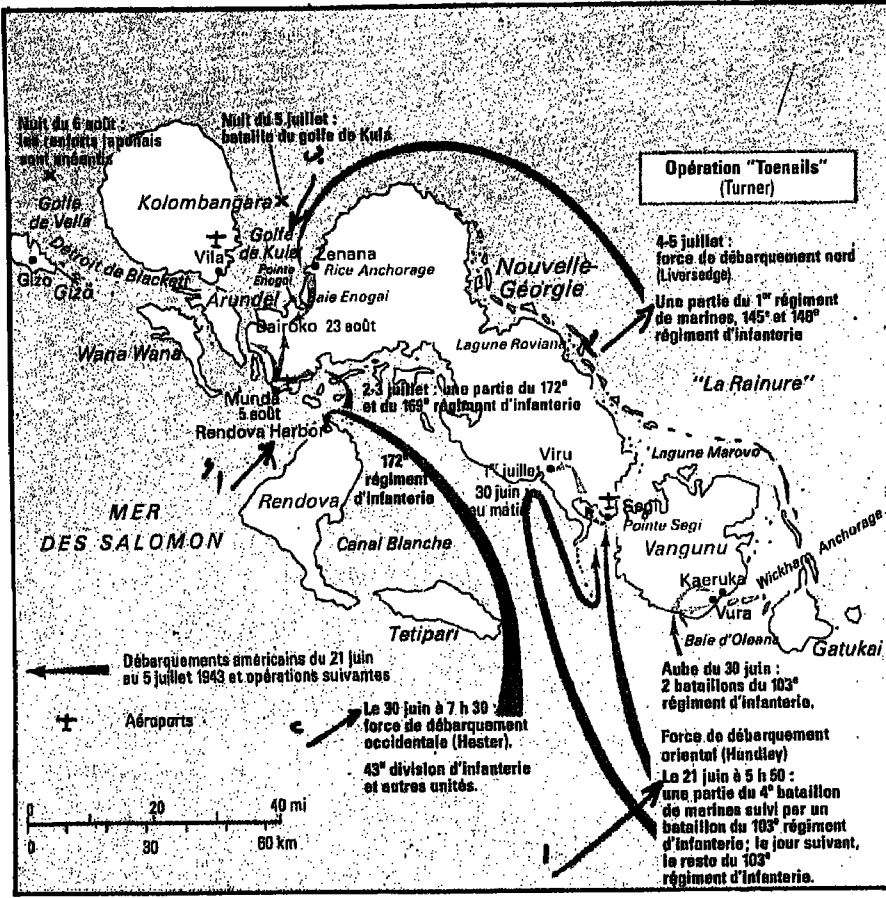 Nuit du 6 août :
les renforts japonais
sont anéantis
Nuit du 5 juillet :
bataille du golfe de Kula
Opération "Toenails"
(Turner)
Golfe
de Vella
Kolombangara
Golfe
de Kula
Vila
Pointe
Enogai
Zenana
Rice Anchorage
Gizo
Gizo
Détroit de Blackett
Arundel
Baie Enogai
Nouvelle-
Géorgie
4-5 juillet :
force de débarquement nord
(Liversedge)
Une partie du 1er régiment
de marines, 145e et 148e
régiment d'infanterie
Bairoko 23 août
Wana Wana
Lagune Roviana
"La Rainure"
Munda
5 août
2-3 juillet : une partie du 172e
et du 169e régiment d'infanterie
Rendova Harbor
172e
régiment
d'infanterie
Viru
1er juillet
30 juin
au matin
Lagune Marovo
Segi
Pointe Segi
Rendova
MER
DES SALOMON
Canal Blanche
Vangunu
Wickham Anchorage
Kaeruka
Vura
Baie d'Oleana
Gatukai
Tetipari
Débarquements américains du 21 juin
au 5 juillet 1943 et opérations suivantes
Aéroports
Le 30 juin à 7 h 30 :
force de débarquement
occidentale (Hester).
43e division d'infanterie
et autres unités.
Aube du 30 juin :
2 bataillons du 103e
régiment d'infanterie.
Force de débarquement
oriental (Hundley)
Le 21 juin à 5 h 50 :
une partie du 4e bataillon
de marines suivi par un
bataillon du 103e régiment
d'infanterie; le jour suivant,
le reste du 103e
régiment d'infanterie.
0 20 40 mi
0 30 60 km